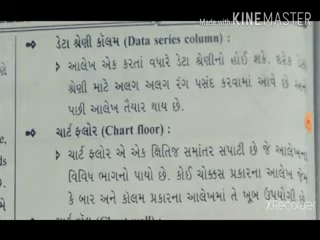 Made with KINEMASTER
ડેટા શ્રેણી કૉલમ (Data series column) :
આલેખ એક કરતાં વધારે ડેટા શ્રેણીનો હોઈ શકે. દરેક
શ્રેણી માટે અલગ અલગ રંગ પસંદ કરવામાં આવે છે અને
પછી આલેખ તૈયાર થાય છે.
ચાર્ટ ફ્લોર (Chart floor) :
ચાર્ટ ફ્લોર એ એક ક્ષિતિજ સમાંતર સપાટી છે જે આલેખના
વિવિધ ભાગનો પાયો છે. કોઈ ચોક્કસ પ્રકારના આલેખ જેમ
કે બાર અને કૉલમ પ્રકારના આલેખમાં તે ખૂબ ઉપયોગી છે